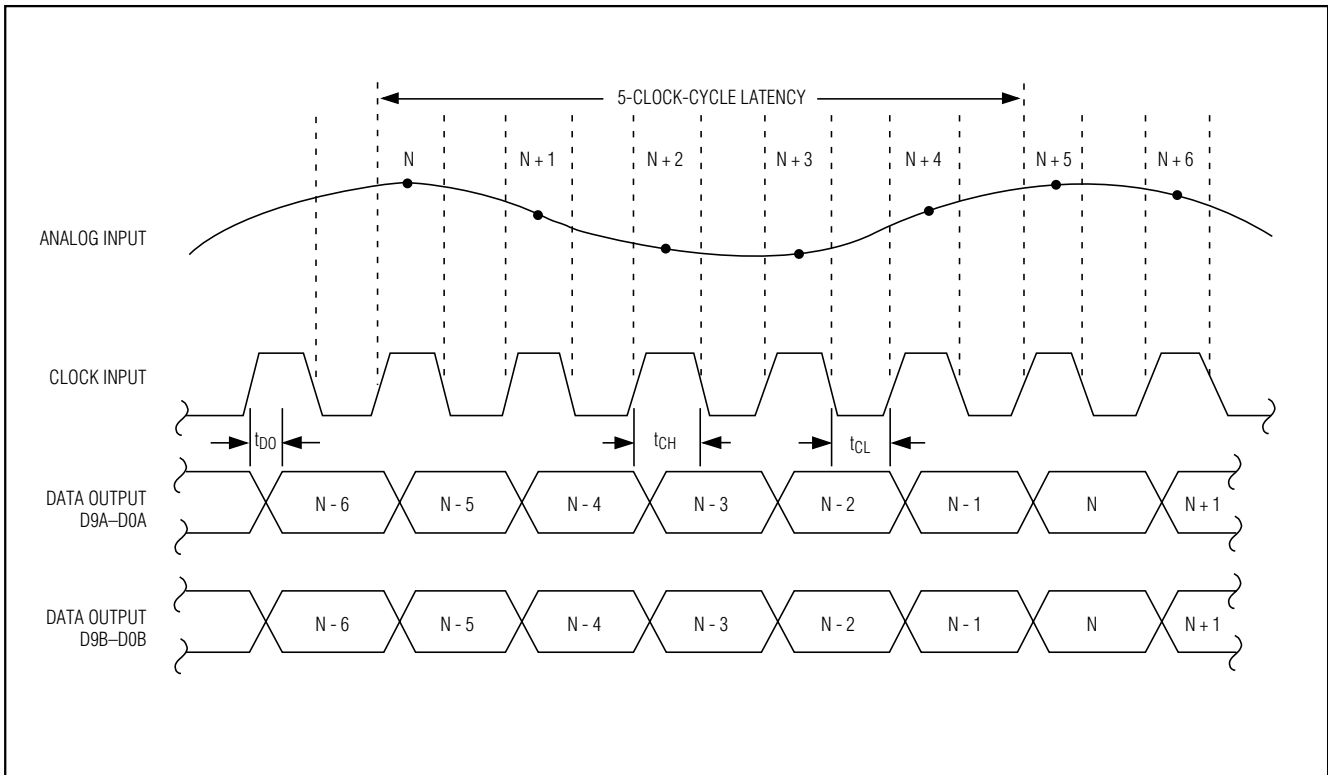 5-CLOCK-CYCLE LATENCY
N N + 1 N + 2 N + 3 N + 4 N + 5 N + 6
ANALOG INPUT
CLOCK INPUT
tDO tCH tCL
DATA OUTPUT
D9A–D0A
N - 6 N - 5 N - 4 N - 3 N - 2 N - 1 N N + 1
DATA OUTPUT
D9B–D0B
N - 6 N - 5 N - 4 N - 3 N - 2 N - 1 N N + 1